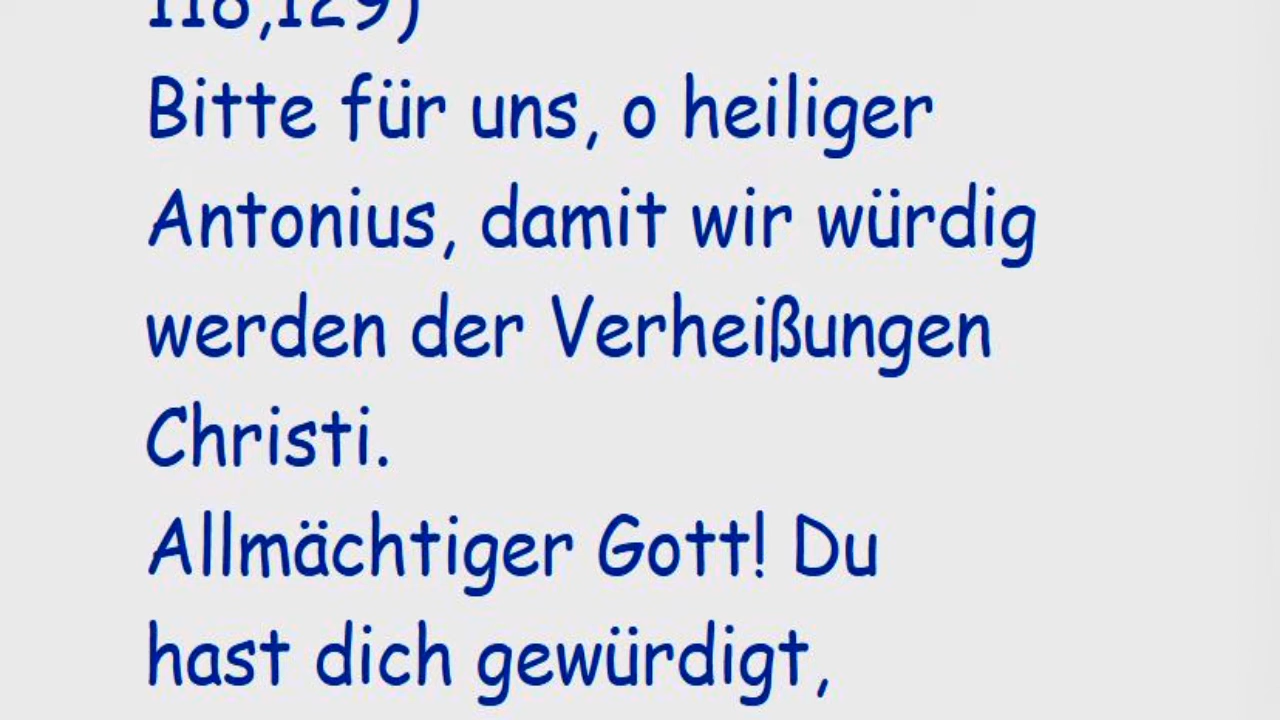 118,129)
Bitte für uns, o heiliger
Antonius, damit wir würdig
werden der Verheißungen
Christi.
Allmächtiger Gott! Du
hast dich gewürdigt,